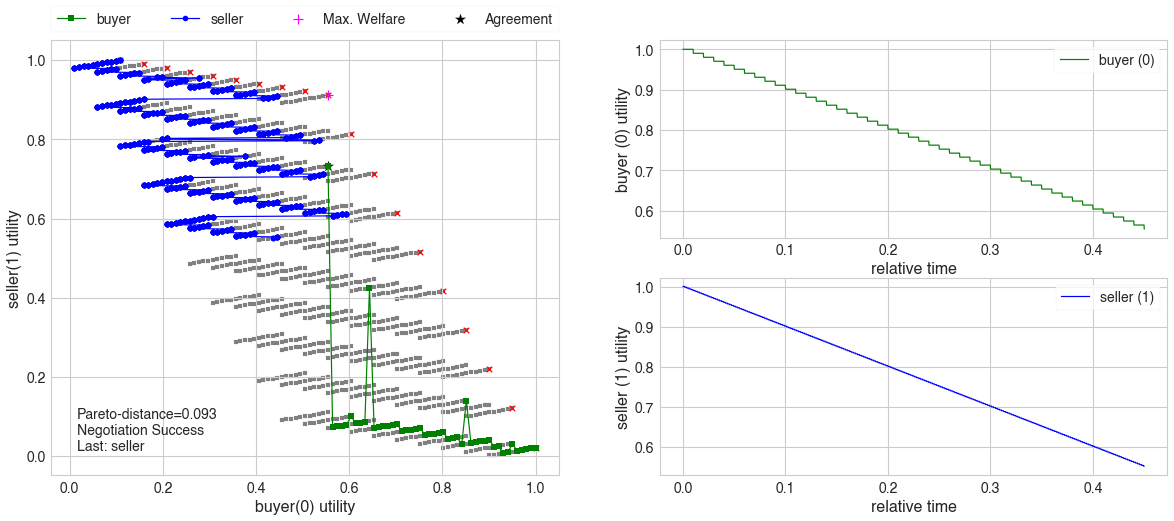 buyer seller Max. Welfare Agreement
1.0
0.8
0.6
0.4
0.2
0.0
seller(1) utility
Pareto-distance=0.093
Negotiation Success
Last: seller
0.0 0.2 0.4 0.6 0.8 1.0
buyer(0) utility
buyer (0)
1.0
0.9
0.8
0.7
0.6
buyer (0) utility
0.0 0.1 0.2 0.3 0.4
relative time
seller (1)
1.0
0.9
0.8
0.7
0.6
seller (1) utility
0.0 0.1 0.2 0.3 0.4
relative time